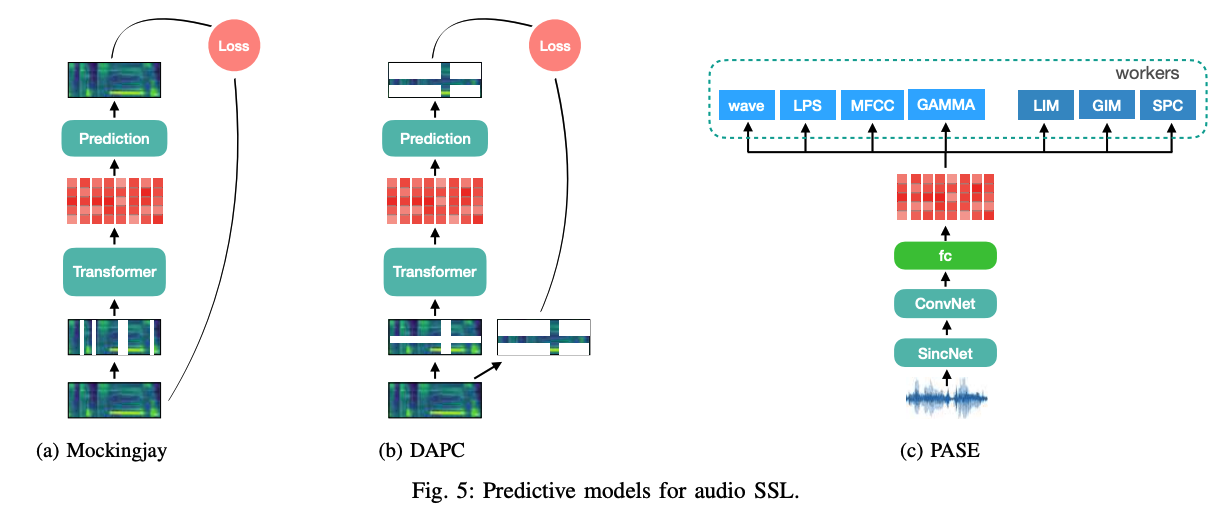 Loss
Prediction
Transformer
(a) Mockingjay
Loss
Prediction
Transformer
(b) DAPC
workers
wave LPS MFCC GAMMA LIM GIM SPC
fc
ConvNet
SincNet
(c) PASE
Fig. 5: Predictive models for audio SSL.